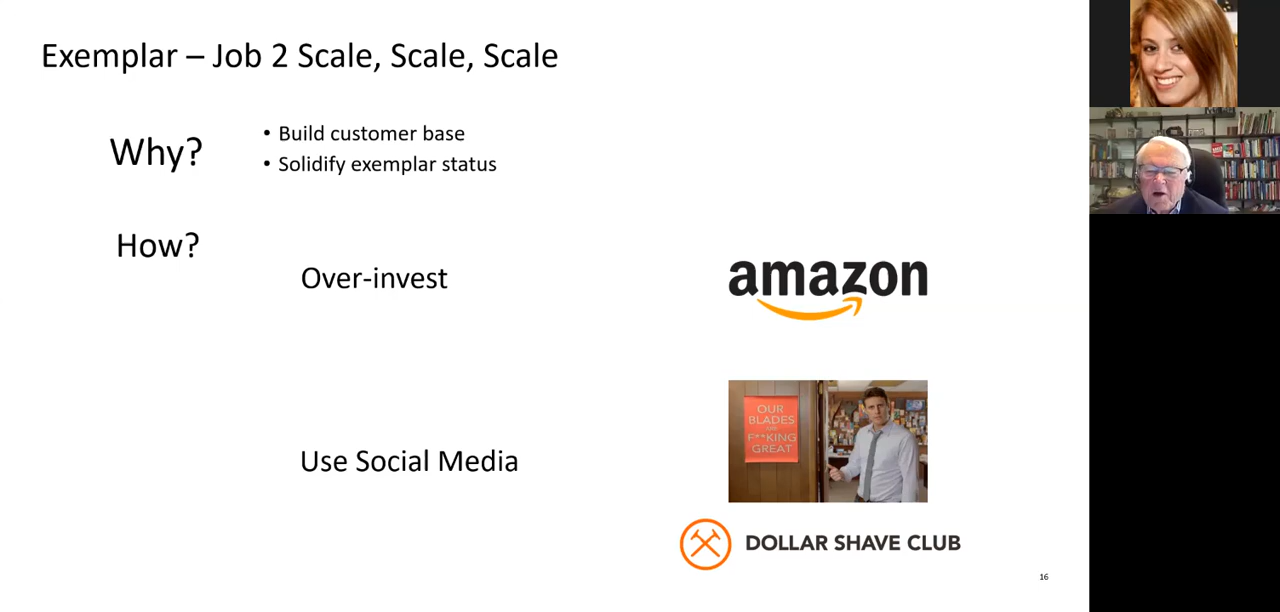 Exemplar – Job 2 Scale, Scale, Scale
Why?
• Build customer base
• Solidify exemplar status
How?
Over-invest
amazon
OUR
BLADES
F**KING
GREAT
Use Social Media
DOLLAR SHAVE CLUB
16